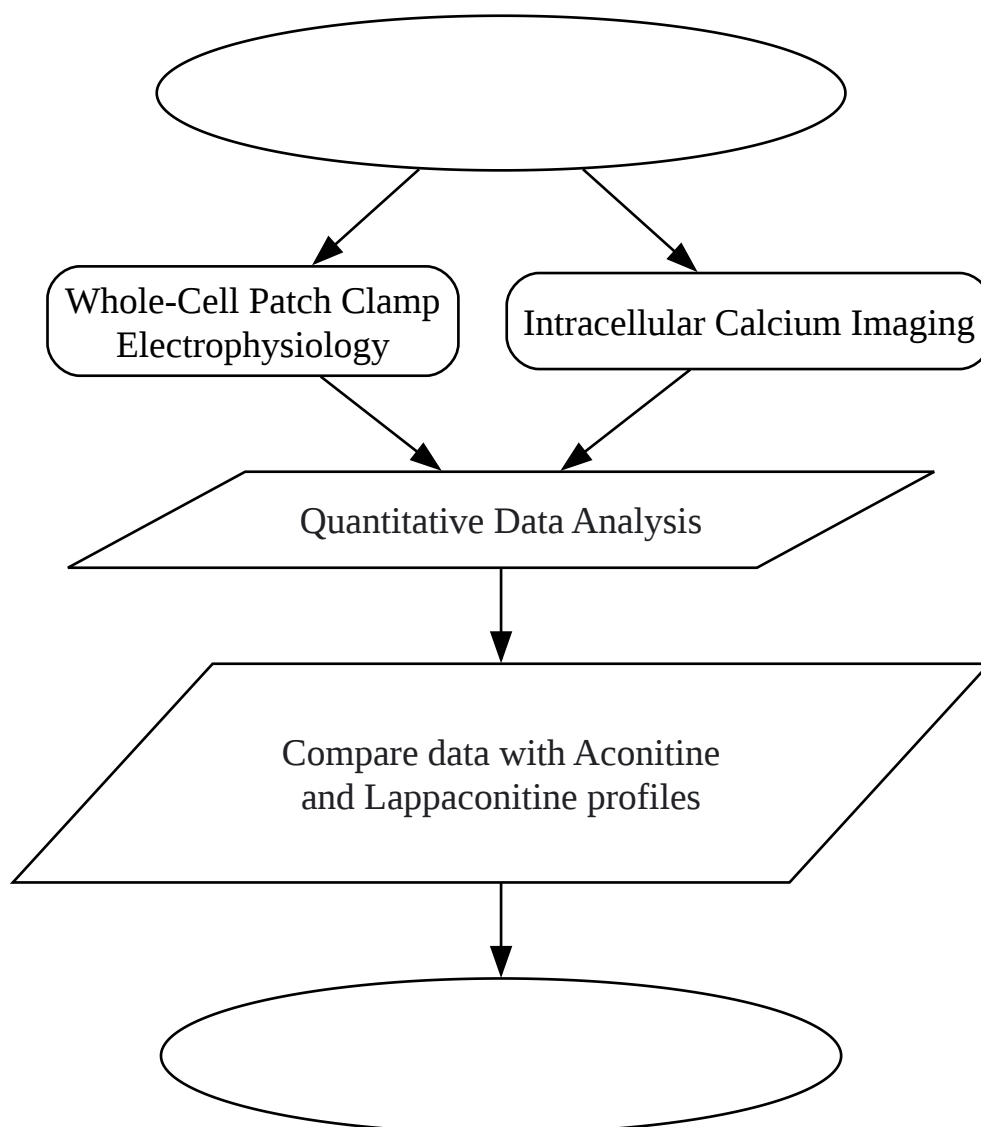 Whole-Cell Patch Clamp
Electrophysiology
Intracellular Calcium Imaging
Quantitative Data Analysis
Compare data with Aconitine
and Lappaconitine profiles